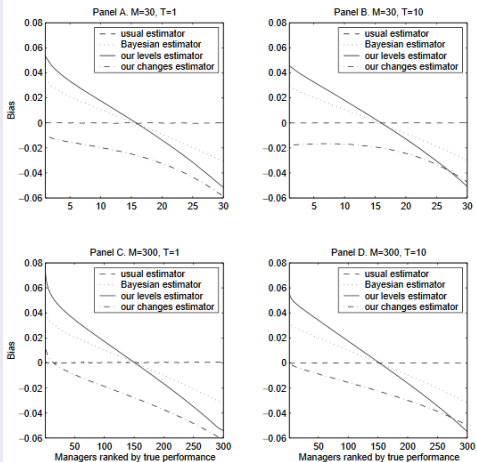 Panel A. M=30, T=1
0.08
0.06
0.04
0.02
0
−0.02
−0.04
−0.06
Bias
usual estimator
Bayesian estimator
our levels estimator
our changes estimator
5 10 15 20 25 30
Panel B. M=30, T=10
0.08
0.06
0.04
0.02
0
−0.02
−0.04
−0.06
usual estimator
Bayesian estimator
our levels estimator
our changes estimator
5 10 15 20 25 30
Panel C. M=300, T=1
0.08
0.06
0.04
0.02
0
−0.02
−0.04
−0.06
Bias
usual estimator
Bayesian estimator
our levels estimator
our changes estimator
50 100 150 200 250 300
Managers ranked by true performance
Panel D. M=300, T=10
0.08
0.06
0.04
0.02
0
−0.02
−0.04
−0.06
usual estimator
Bayesian estimator
our levels estimator
our changes estimator
50 100 150 200 250 300
Managers ranked by true performance